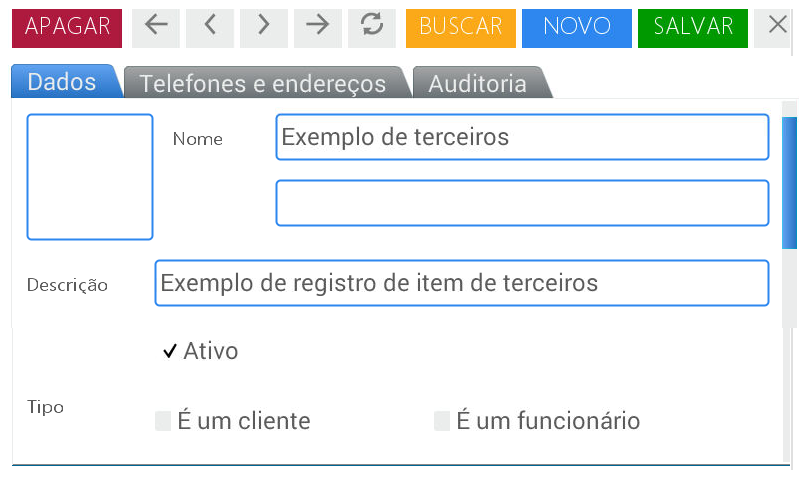 APAGAR BUSCAR NOVO SALVAR
Dados Telefones e endereços Auditoria
Nome Exemplo de terceiros
Descrição Exemplo de registro de item de terceiros
Ativo
Tipo É um cliente É um funcionário